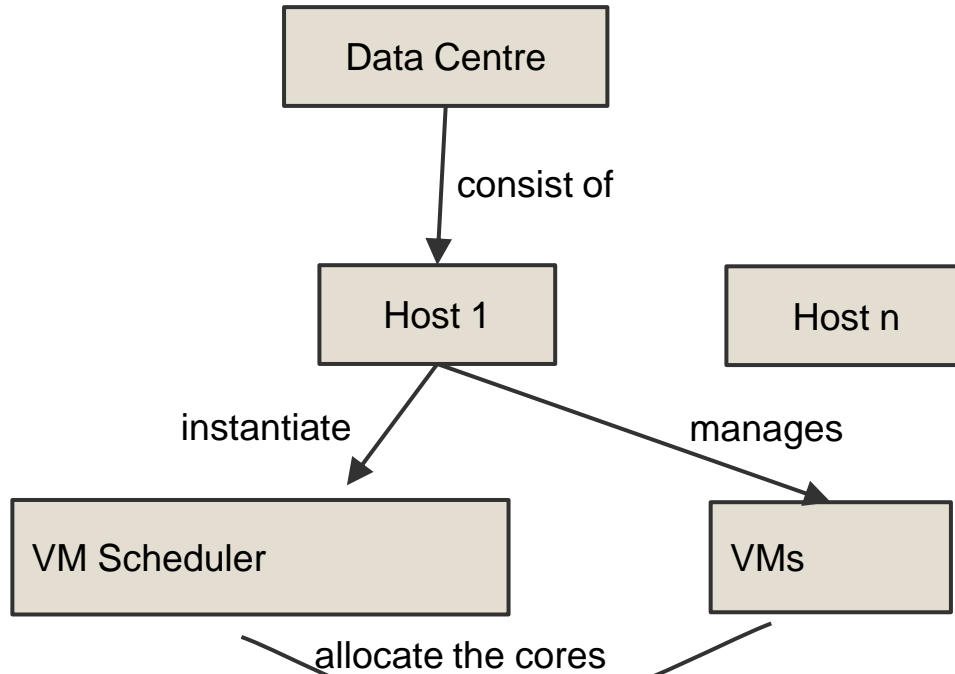 Data Centre
consist of
Host 1
Host n
instantiate
manages
VM Scheduler
VMs
allocate the cores